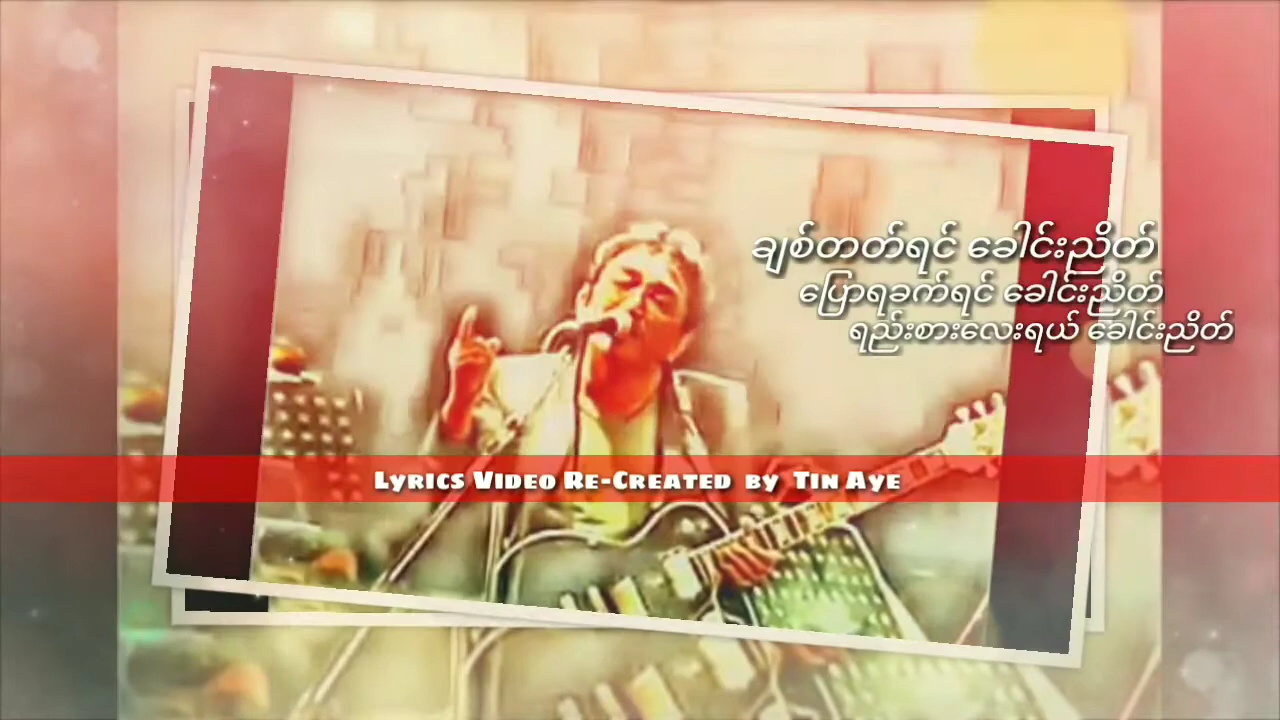 ချစ်တတ်ရင် ခေါင်းညိတ်
ပြောရခက်ရင် ခေါင်းညိတ်
ရည်းစားလေးရယ် ခေါင်းညိတ်
Lyrics Video Re-Created by Tin Aye